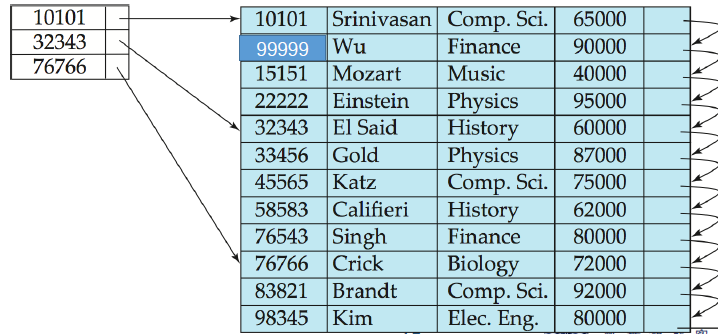 10101
32343
76766
10101 Srinivasan Comp. Sci. 65000
99999 Wu Finance 90000
15151 Mozart Music 40000
22222 Einstein Physics 95000
32343 El Said History 60000
33456 Gold Physics 87000
45565 Katz Comp. Sci. 75000
58583 Califieri History 62000
76543 Singh Finance 80000
76766 Crick Biology 72000
83821 Brandt Comp. Sci. 92000
98345 Kim Elec. Eng. 80000